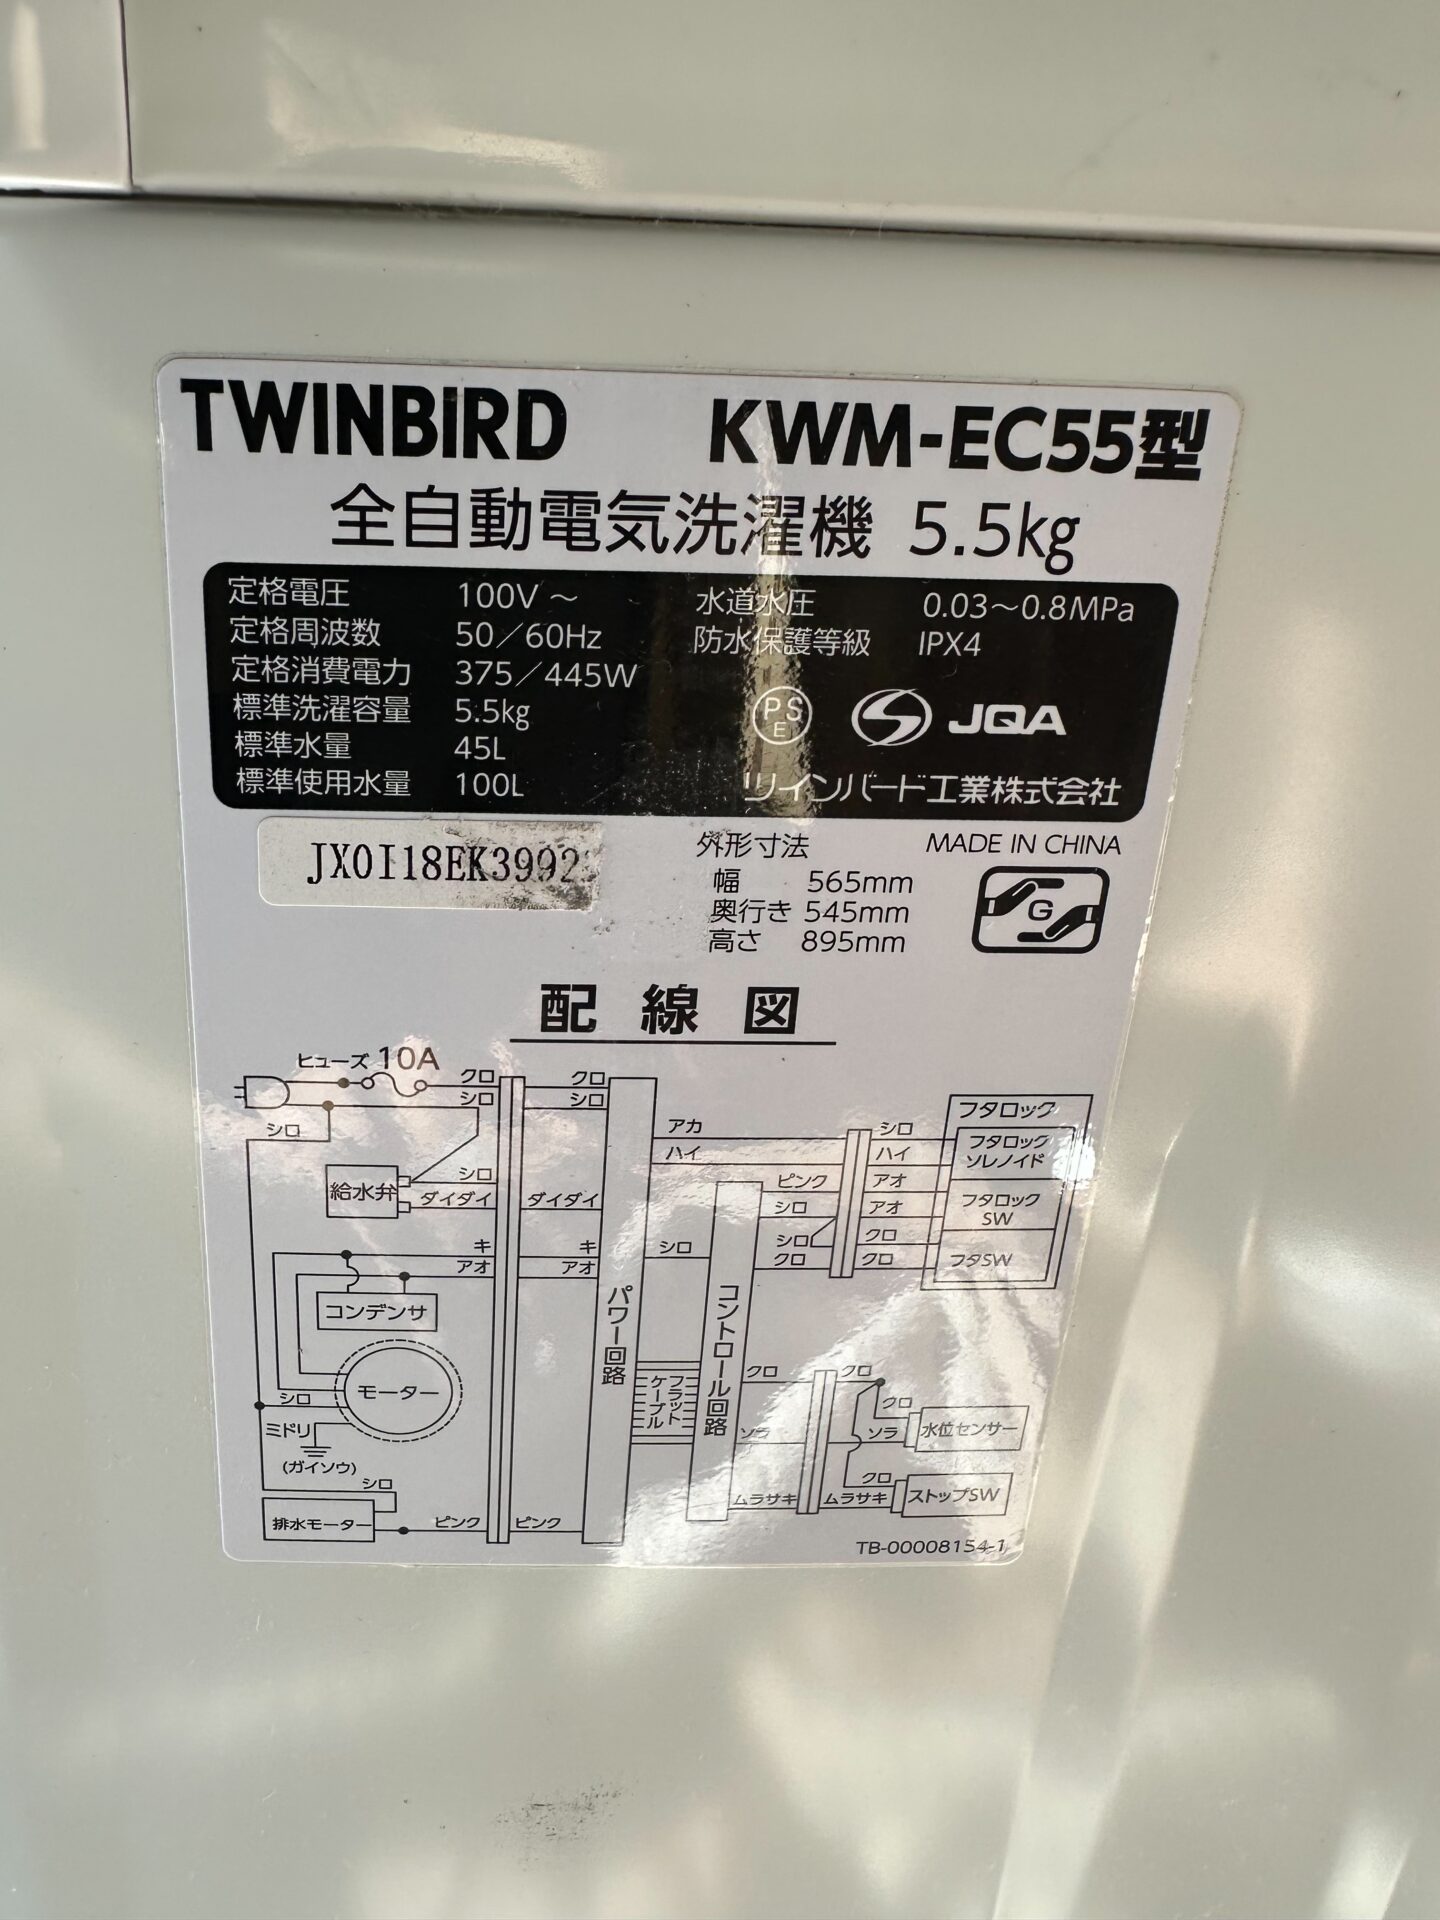 TWINBIRD KWM-EC55型
全自動電気洗濯機 5.5kg
定格電圧 100V～
定格周波数 50／60Hz
定格消費電力 375／445W
標準洗濯容量 5.5kg
標準水量 45L
標準使用水量 100L
水道水圧 0.03～0.8MPa
防水保護等級 IPX4
PSE
JQA
ツインバード工業株式会社
JX0I18EK3992
外形寸法
幅 565mm
奥行き 545mm
高さ 895mm
MADE IN CHINA
G
配線図
ヒューズ 10A
クロ クロ
シロ シロ
シロ
給水弁
シロ
ダイダイ ダイダイ
キ キ
アオ アオ
コンデンサ
モーター
シロ
ミドリ
(ガイソウ)
シロ
排水モーター
ピンク ピンク
パワー回路
アカ
ハイ
シロ
フラット
ケーブル
コントロール回路
ピンク
シロ
シロ
クロ
シロ
ハイ
アオ
アオ
クロ
クロ
フタロック
フタロック
ソレノイド
フタロック
SW
フタSW
クロ クロ
クロ
ソラ ソラ
水位センサー
クロ
ムラサキ ムラサキ
ストップSW
TB-00008154-1